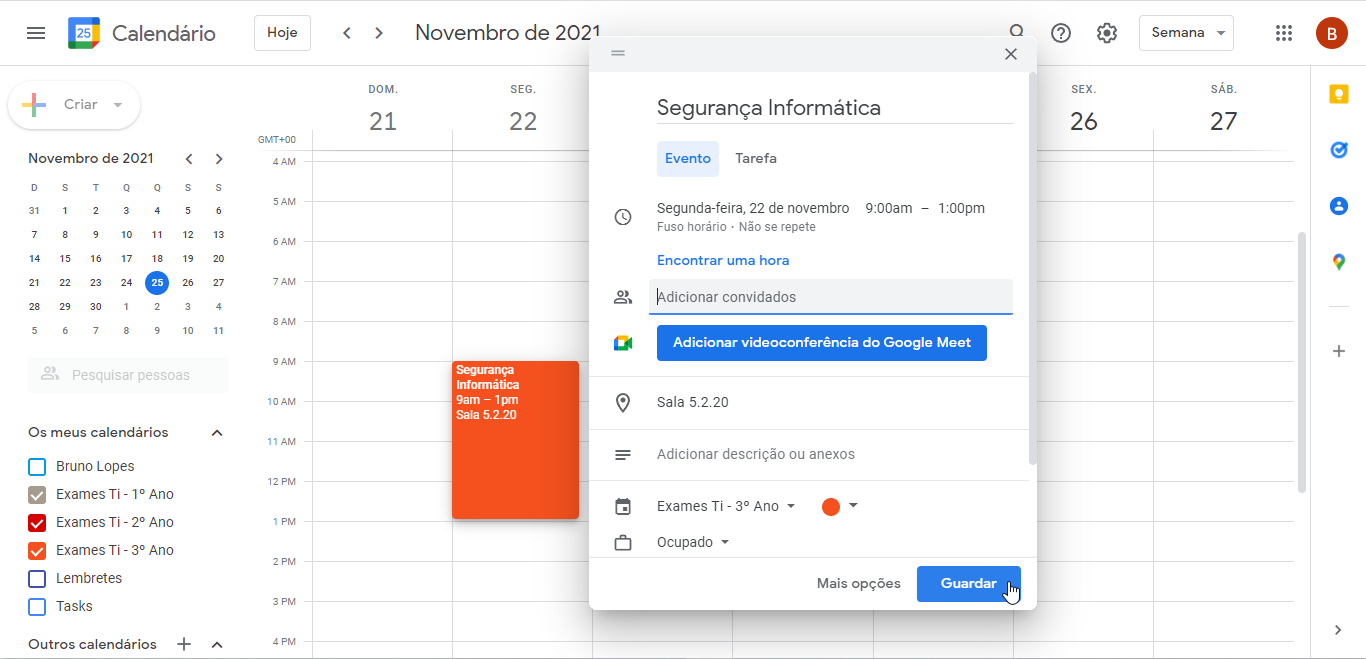 25 Calendário
Hoje
Novembro de 2021
Semana
B
Criar
Novembro de 2021
D S T Q Q S S
31 1 2 3 4 5 6
7 8 9 10 11 12 13
14 15 16 17 18 19 20
21 22 23 24 25 26 27
28 29 30 1 2 3 4
5 6 7 8 9 10 11
Pesquisar pessoas
Os meus calendários
Bruno Lopes
Exames Ti - 1º Ano
Exames Ti - 2º Ano
Exames Ti - 3º Ano
Lembretes
Tasks
Outros calendários
DOM. SEG. SEX. SÁB.
21 22 26 27
GMT+00
4 AM
5 AM
6 AM
7 AM
8 AM
9 AM
10 AM
11 AM
12 PM
1 PM
2 PM
3 PM
4 PM
Segurança
Informática
9am – 1pm
Sala 5.2.20
Segurança Informática
Evento Tarefa
Segunda-feira, 22 de novembro 9:00am – 1:00pm
Fuso horário · Não se repete
Encontrar uma hora
Adicionar convidados
Adicionar videoconferência do Google Meet
Sala 5.2.20
Adicionar descrição ou anexos
Exames Ti - 3º Ano
Ocupado
Mais opções Guardar